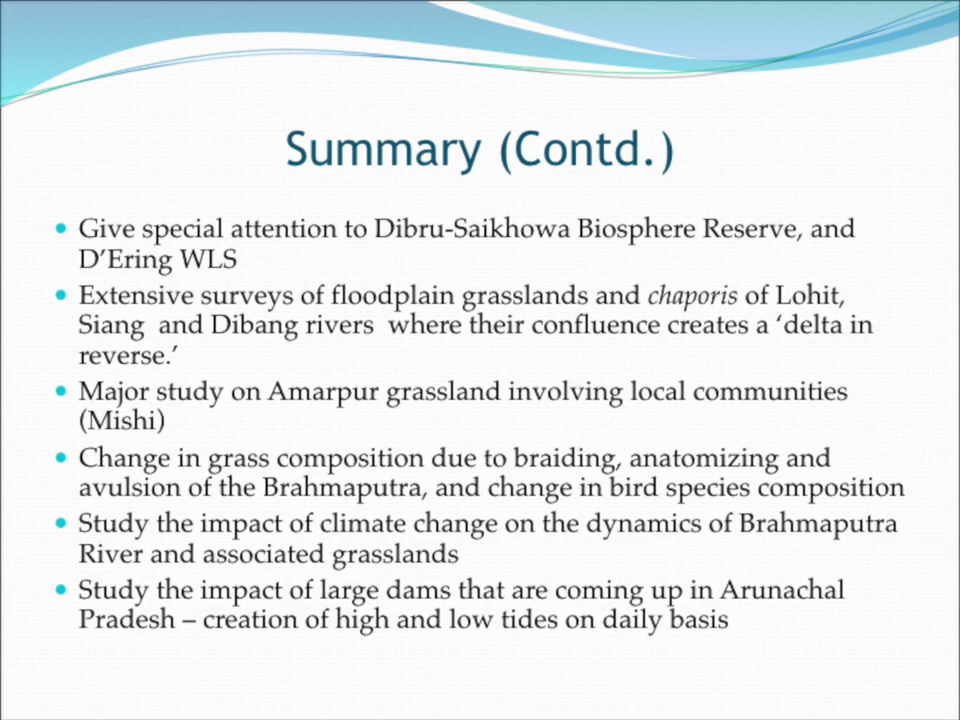 Summary (Contd.)
Give special attention to Dibru-Saikhowa Biosphere Reserve, and
D’Ering WLS
Extensive surveys of floodplain grasslands and chaporis of Lohit,
Siang and Dibang rivers where their confluence creates a ‘delta in
reverse.’
Major study on Amarpur grassland involving local communities
(Mishi)
Change in grass composition due to braiding, anatomizing and
avulsion of the Brahmaputra, and change in bird species composition
Study the impact of climate change on the dynamics of Brahmaputra
River and associated grasslands
Study the impact of large dams that are coming up in Arunachal
Pradesh – creation of high and low tides on daily basis